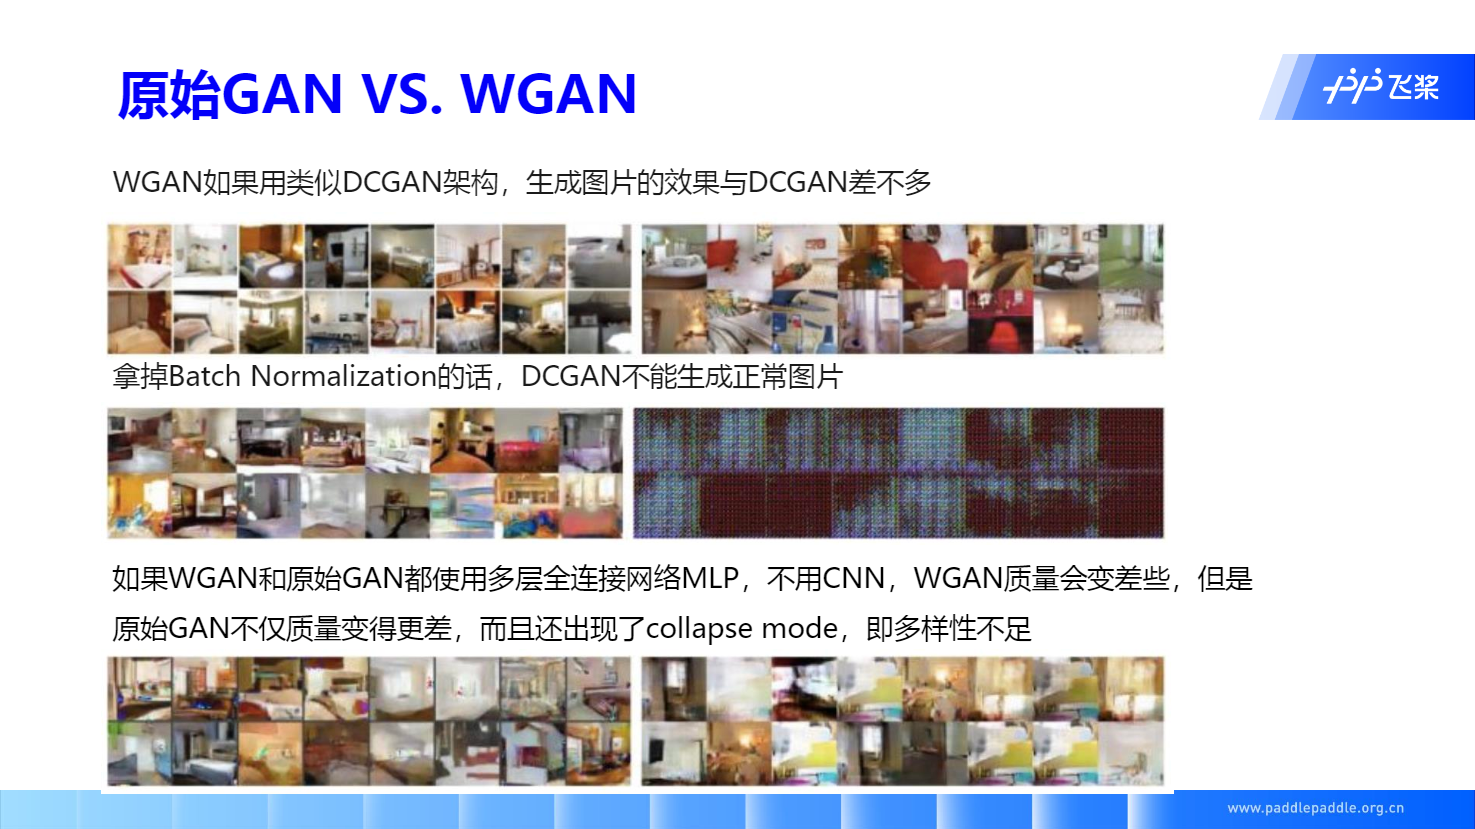 原始GAN VS. WGAN
飞桨
WGAN如果用类似DCGAN架构，生成图片的效果与DCGAN差不多
拿掉Batch Normalization的话，DCGAN不能生成正常图片
如果WGAN和原始GAN都使用多层全连接网络MLP，不用CNN，WGAN质量会变差些，但是
原始GAN不仅质量变得更差，而且还出现了collapse mode，即多样性不足
www.paddlepaddle.org.cn